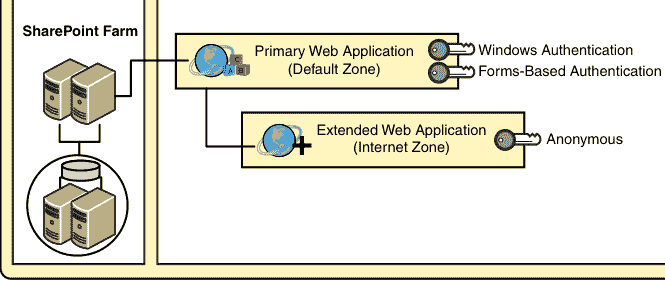 SharePoint Farm
Primary Web Application
(Default Zone)
Windows Authentication
Forms-Based Authentication
Extended Web Application
(Internet Zone)
Anonymous